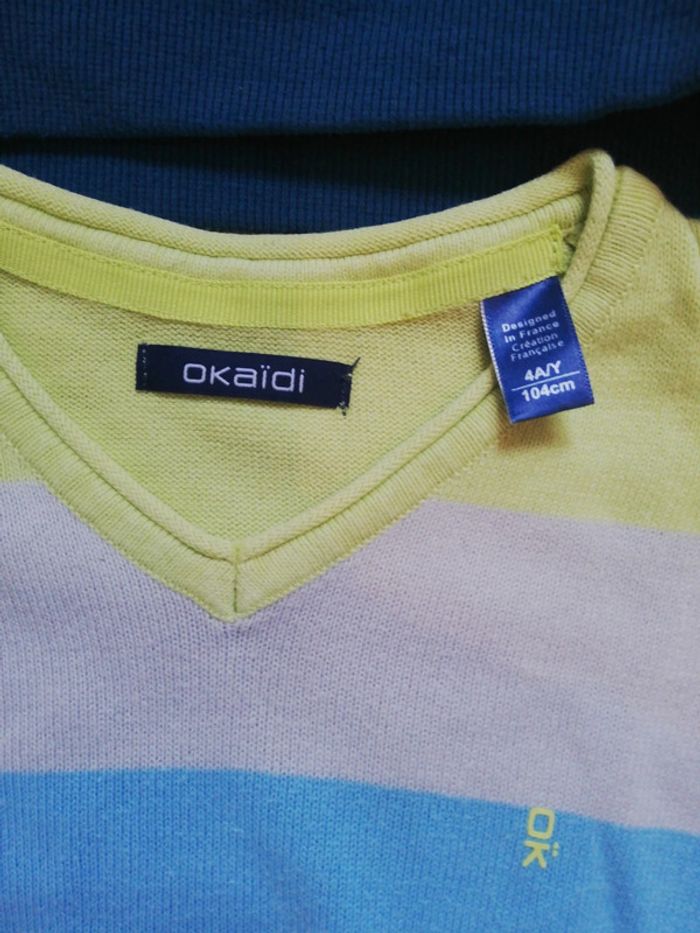 okaïdi
Designed
In France
Création
Française
4A/Y
104cm
OK